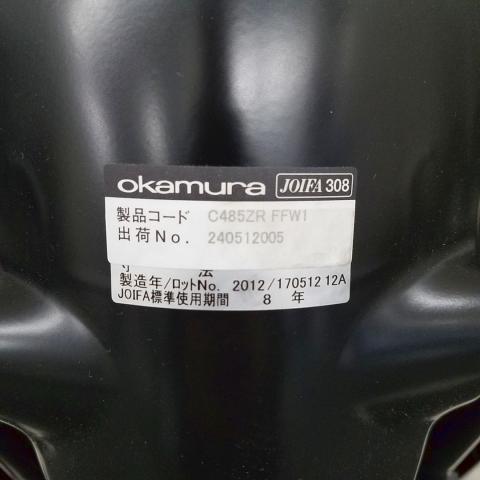 okamura JOIFA 308
製品コード C485ZR FFW1
出荷No. 240512005
寸 法
製造年/ロットNo. 2012/170512 12A
JOIFA標準使用期間 8 年